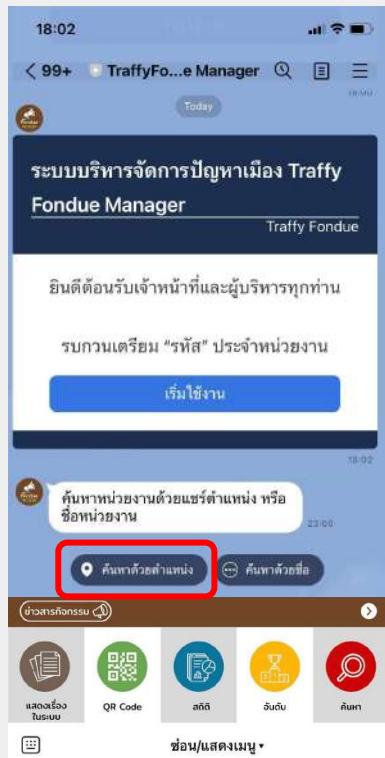 18:02
99+ TraffyFo...e Manager
Today
ระบบบริหารจัดการปัญหาเมือง Traffy
Fondue Manager
Traffy Fondue
ยินดีต้อนรับเจ้าหน้าที่และผู้บริหารทุกท่าน
รบกวนเตรียม “รหัส” ประจำหน่วยงาน
เริ่มใช้งาน
18:02
ค้นหาหน่วยงานด้วยแชร์ตำแหน่ง หรือ
ชื่อหน่วยงาน
23:00
ค้นหาด้วยตำแหน่ง
ค้นหาด้วยชื่อ
ข่าวสารกิจกรรม
แสดงเรื่อง
ในระบบ
QR Code
สถิติ
อันดับ
ค้นหา
ซ่อน/แสดงเมนู